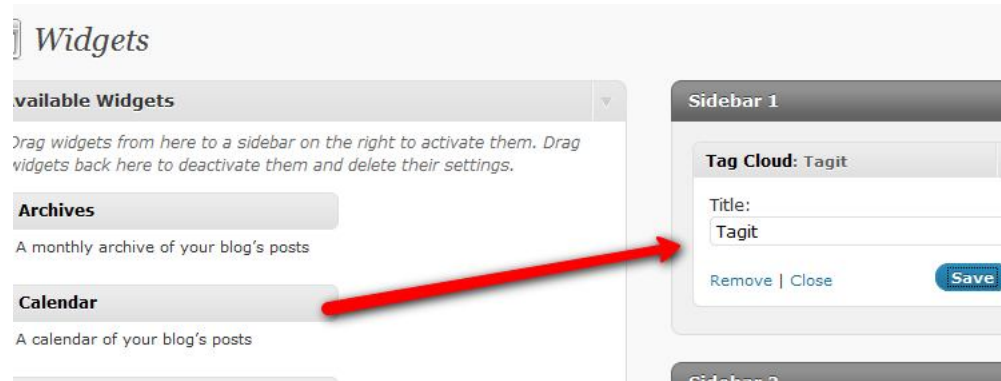 Widgets
vailable Widgets
Drag widgets from here to a sidebar on the right to activate them. Drag
widgets back here to deactivate them and delete their settings.
Archives
A monthly archive of your blog's posts
Calendar
A calendar of your blog's posts
Sidebar 1
Tag Cloud: Tagit
Title:
Tagit
Remove | Close
Save
Sidebar 2